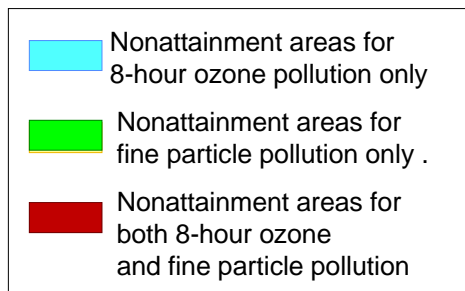 Nonattainment areas for
8-hour ozone pollution only
Nonattainment areas for
fine particle pollution only .
Nonattainment areas for
both 8-hour ozone
and fine particle pollution